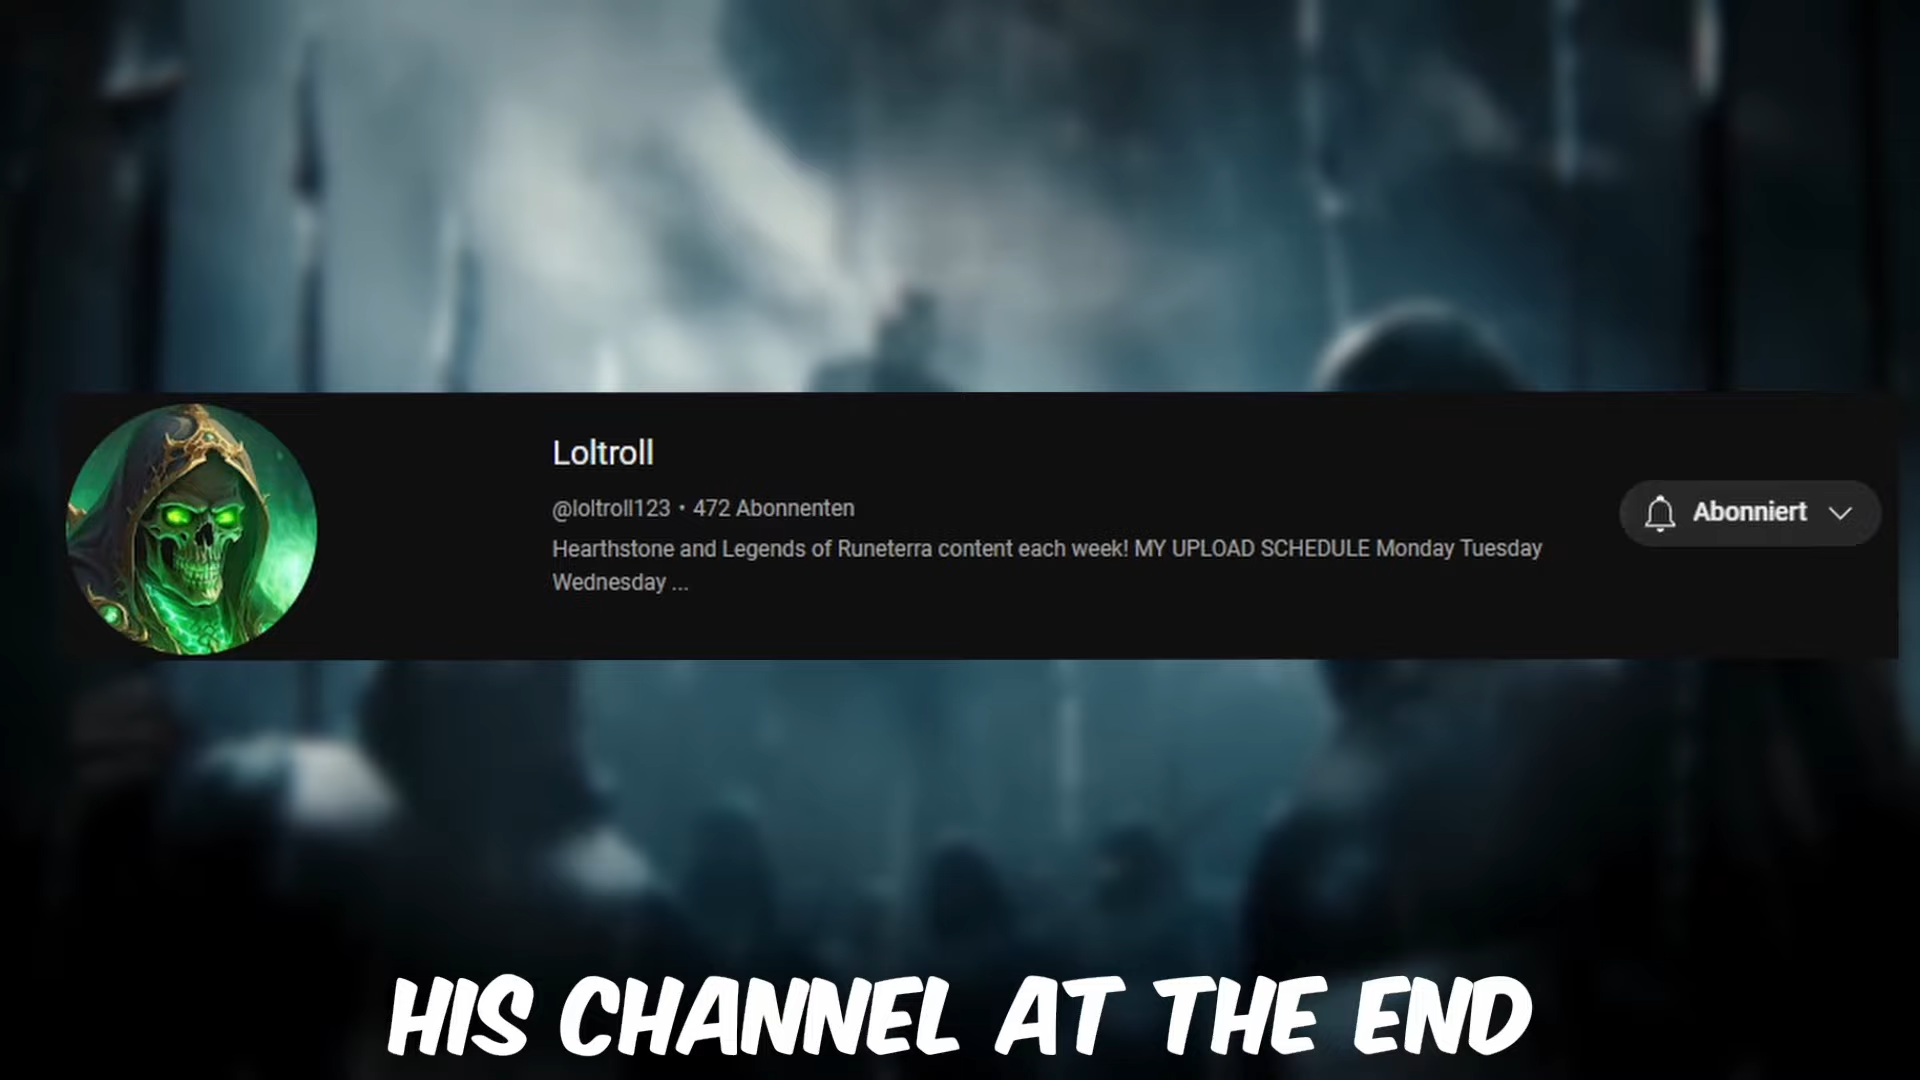 Loltroll
@loltroll123 • 472 Abonnenten
Hearthstone and Legends of Runeterra content each week! MY UPLOAD SCHEDULE Monday Tuesday
Wednesday ...
Abonniert
HIS CHANNEL AT THE END